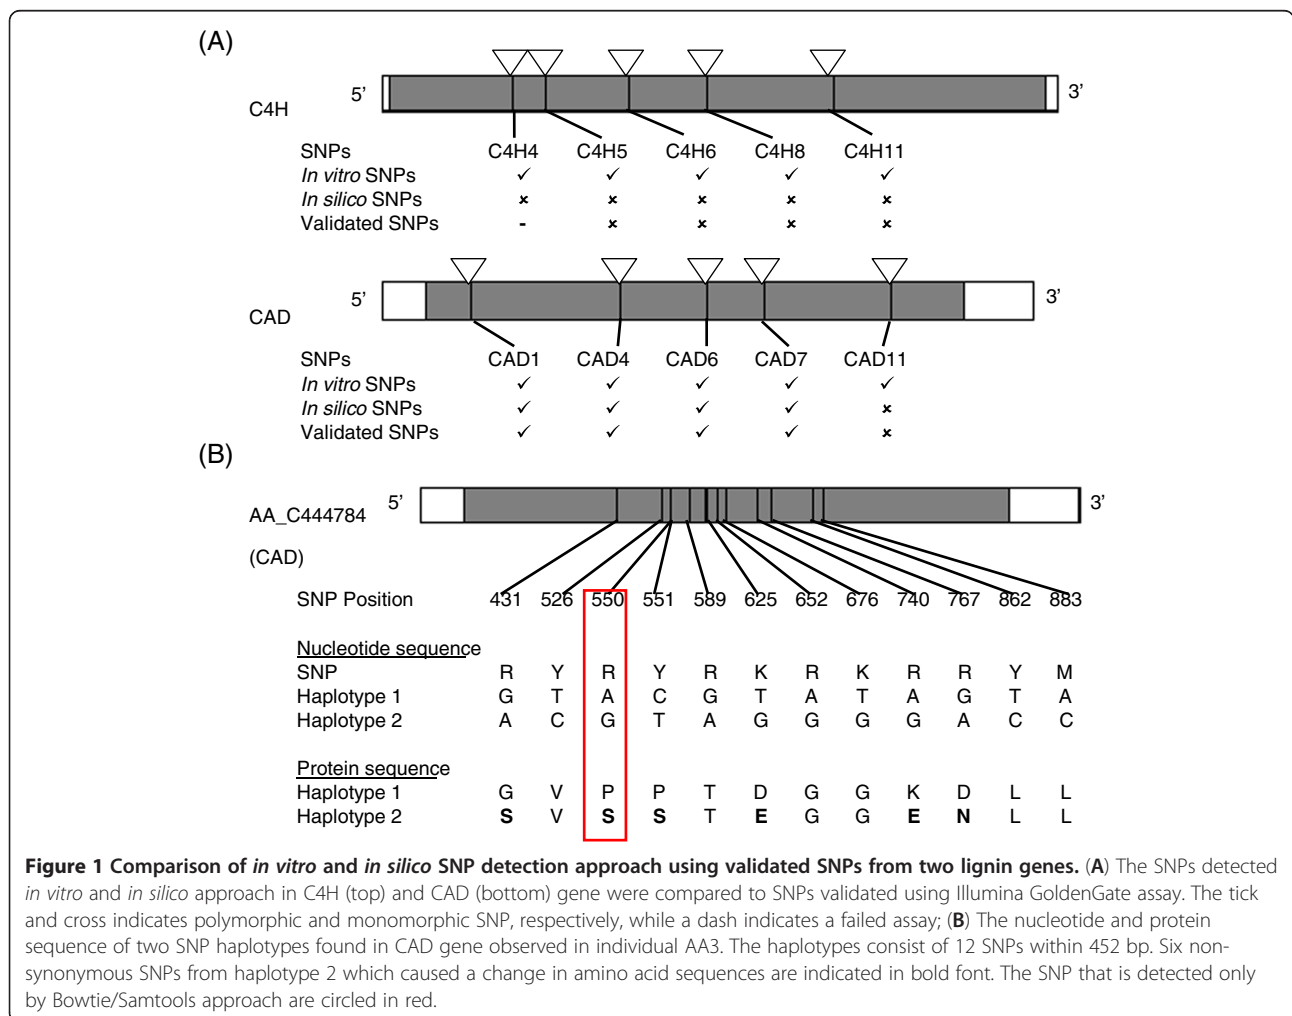 (A)
C4H 5' 3'
SNPs C4H4 C4H5 C4H6 C4H8 C4H11
In vitro SNPs ✓ ✓ ✓ ✓ ✓
In silico SNPs × × × × ×
Validated SNPs - × × × ×
CAD 5' 3'
SNPs CAD1 CAD4 CAD6 CAD7 CAD11
In vitro SNPs ✓ ✓ ✓ ✓ ✓
In silico SNPs ✓ ✓ ✓ ✓ ×
Validated SNPs ✓ ✓ ✓ ✓ ×
(B)
AA_C444784 5' 3'
(CAD)
SNP Position 431 526 550 551 589 625 652 676 740 767 862 883
Nucleotide sequence
SNP R Y R Y R K R K R R Y M
Haplotype 1 G T A C G T A T A G T A
Haplotype 2 A C G T A G G G G A C C
Protein sequence
Haplotype 1 G V P P T D G G K D L L
Haplotype 2 S V S S T E G G E N L L
Figure 1 Comparison of in vitro and in silico SNP detection approach using validated SNPs from two lignin genes. (A) The SNPs detected
in vitro and in silico approach in C4H (top) and CAD (bottom) gene were compared to SNPs validated using Illumina GoldenGate assay. The tick
and cross indicates polymorphic and monomorphic SNP, respectively, while a dash indicates a failed assay; (B) The nucleotide and protein
sequence of two SNP haplotypes found in CAD gene observed in individual AA3. The haplotypes consist of 12 SNPs within 452 bp. Six non-
synonymous SNPs from haplotype 2 which caused a change in amino acid sequences are indicated in bold font. The SNP that is detected only
by Bowtie/Samtools approach are circled in red.